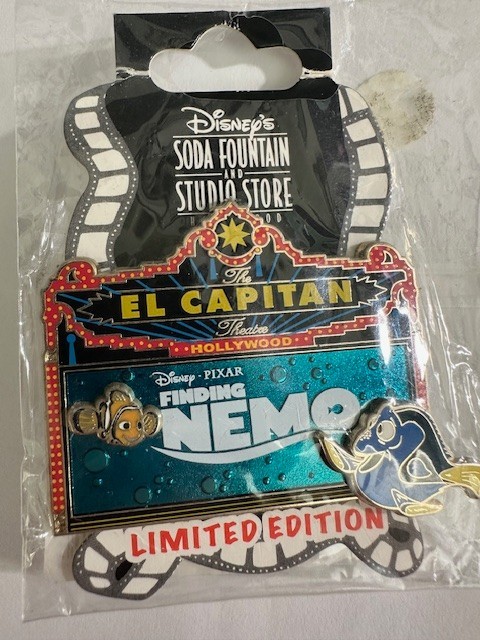 Disney's
SODA FOUNTAIN
AND
STUDIO STORE
The
EL CAPITAN
Theatre
HOLLYWOOD
Disney • PIXAR
FINDING
NEMO
LIMITED EDITION